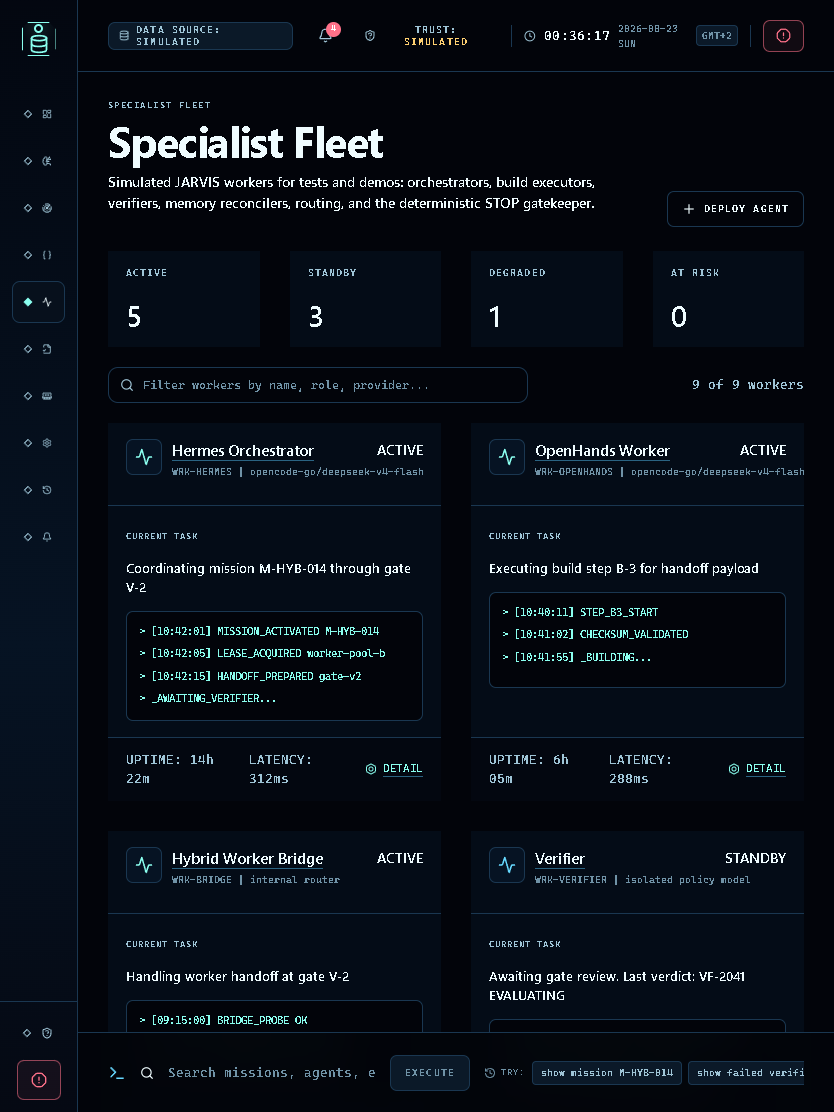 DATA SOURCE:
SIMULATED
4
TRUST:
SIMULATED
00:36:17
2026-08-23
SUN
GMT+2
SPECIALIST FLEET
Specialist Fleet
Simulated JARVIS workers for tests and demos: orchestrators, build executors,
verifiers, memory reconcilers, routing, and the deterministic STOP gatekeeper.
DEPLOY AGENT
ACTIVE
5
STANDBY
3
DEGRADED
1
AT RISK
0
Filter workers by name, role, provider...
9 of 9 workers
Hermes Orchestrator
ACTIVE
WRK-HERMES | opencode-go/deepseek-v4-flash
CURRENT TASK
Coordinating mission M-HYB-014 through gate
V-2
> [10:42:01] MISSION_ACTIVATED M-HYB-014
> [10:42:05] LEASE_ACQUIRED worker-pool-b
> [10:42:15] HANDOFF_PREPARED gate-v2
> _AWAITING_VERIFIER...
UPTIME: 14h
22m
LATENCY:
312ms
DETAIL
OpenHands Worker
ACTIVE
WRK-OPENHANDS | opencode-go/deepseek-v4-flash
CURRENT TASK
Executing build step B-3 for handoff payload
> [10:40:11] STEP_B3_START
> [10:41:02] CHECKSUM_VALIDATED
> [10:41:55] _BUILDING...
UPTIME: 6h
05m
LATENCY:
288ms
DETAIL
Hybrid Worker Bridge
ACTIVE
WRK-BRIDGE | internal router
CURRENT TASK
Handling worker handoff at gate V-2
> [09:15:00] BRIDGE_PROBE OK
Verifier
STANDBY
WRK-VERIFIER | isolated policy model
CURRENT TASK
Awaiting gate review. Last verdict: VF-2041
EVALUATING
Search missions, agents, e
EXECUTE
TRY:
show mission M-HYB-014
show failed verifi